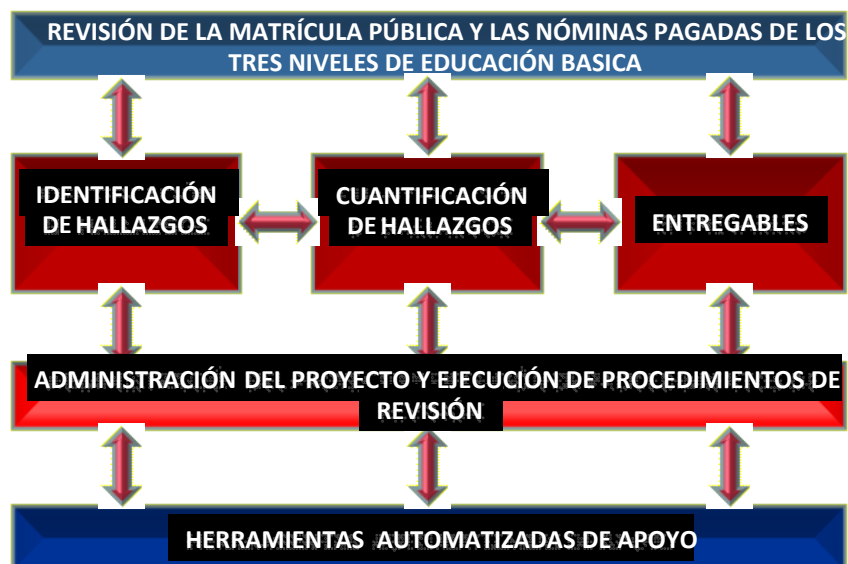 REVISIÓN DE LA MATRÍCULA PÚBLICA Y LAS NÓMINAS PAGADAS DE LOS
TRES NIVELES DE EDUCACIÓN BASICA
IDENTIFICACIÓN
DE HALLAZGOS
CUANTIFICACIÓN
DE HALLAZGOS
ENTREGABLES
ADMINISTRACIÓN DEL PROYECTO Y EJECUCIÓN DE PROCEDIMIENTOS DE
REVISIÓN
HERRAMIENTAS AUTOMATIZADAS DE APOYO